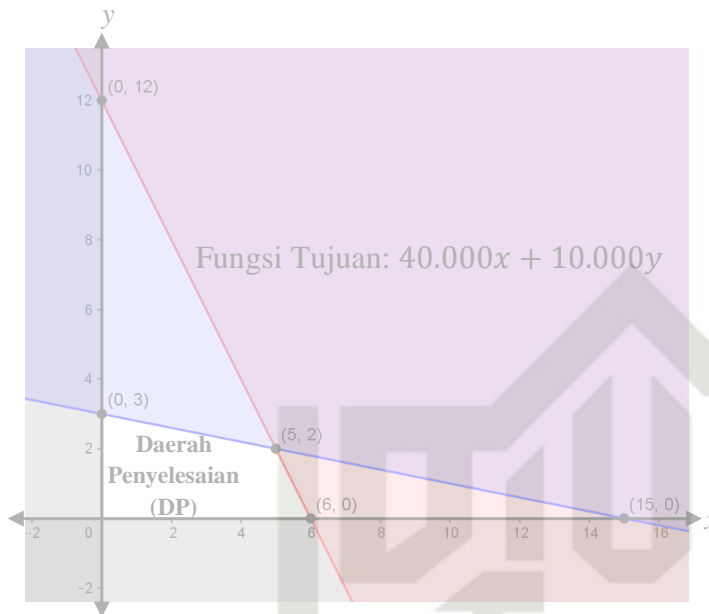 y
(0, 12)
12
10
Fungsi Tujuan: 40.000x + 10.000y
8
6
4
(0, 3)
(5, 2)
2
Daerah
Penyelesaian
(DP)
(6, 0)
(15, 0)
x
−2 0 2 4 6 8 10 12 14 16
−2